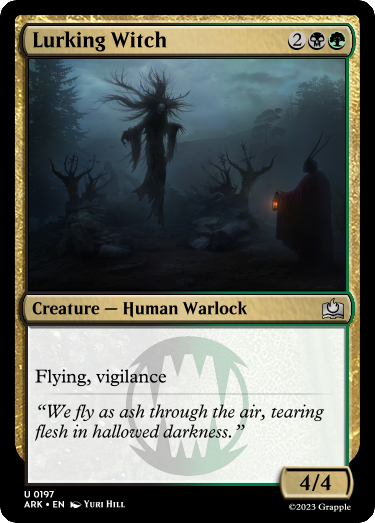 Lurking Witch 2
Creature — Human Warlock
Flying, vigilance
“We fly as ash through the air, tearing
flesh in hallowed darkness.”
4/4
U 0197
ARK • EN Yuri Hill
©2023 Grapple